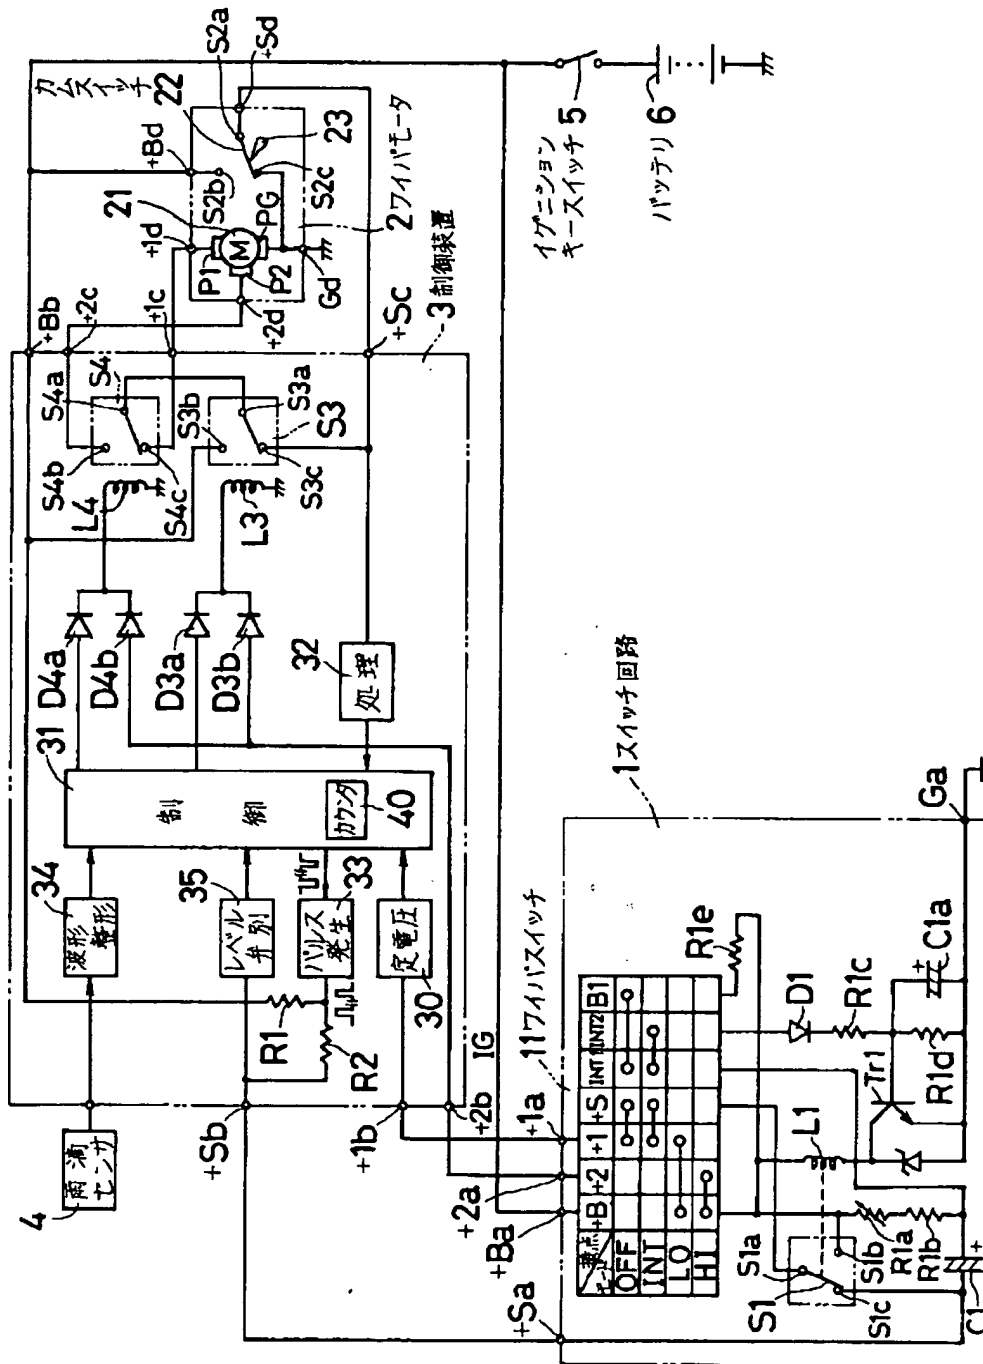 カムスイッチ
22
S2a
+Sd
+Bd
21
+1d
P1
M
P2
PG
S2b
S2c
23
2 ワイパモータ
Gd
+2d
イグニション
キースイッチ 5
バッテリ 6
+Bb
+2c
+1c
+Sc
3 制御装置
S4a
S4
S4b
S4c
L4
S3b
S3a
S3
S3c
L3
D4a
D4b
D3a
D3b
32
処理
31
制御
カウンタ
40
34
波形
整形
35
レベル
弁別
33
パルス
発生
30
定電圧
R1
R2
IG
4
雨滴
センサ
+Sb
+1b
+2b
+1a
+2a
+Ba
+Sa
1 スイッチ回路
Ga
11 ワイパスイッチ
接点
+B
+2
+1
+S
INT1
INT2
B1
OFF
INT
LO
HI
R1e
D1
R1c
C1a
R1d
Tr1
L1
S1a
S1
S1b
S1c
R1a
R1b
C1
+
+